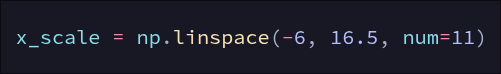 x_scale = np.linspace(-6, 16.5, num=11)